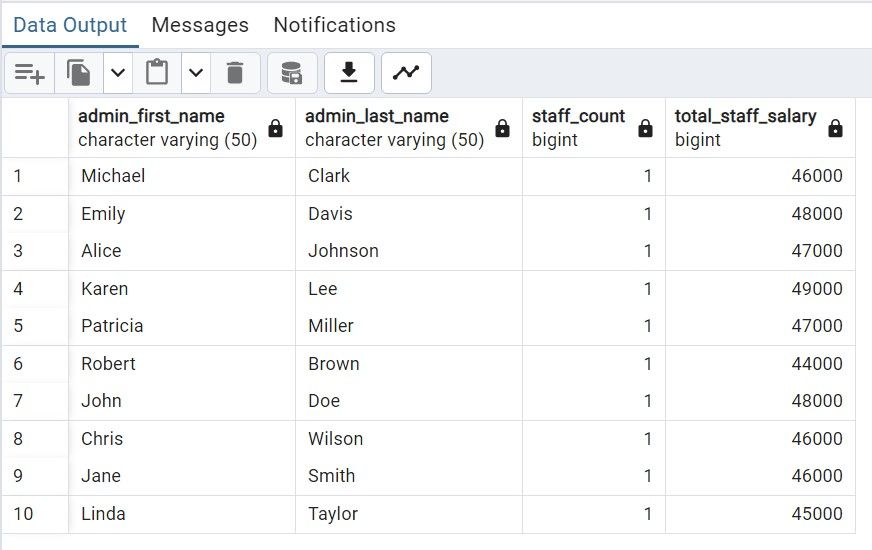 Data Output Messages Notifications
admin_first_name admin_last_name staff_count total_staff_salary
character varying (50) character varying (50) bigint bigint
1 Michael Clark 1 46000
2 Emily Davis 1 48000
3 Alice Johnson 1 47000
4 Karen Lee 1 49000
5 Patricia Miller 1 47000
6 Robert Brown 1 44000
7 John Doe 1 48000
8 Chris Wilson 1 46000
9 Jane Smith 1 46000
10 Linda Taylor 1 45000